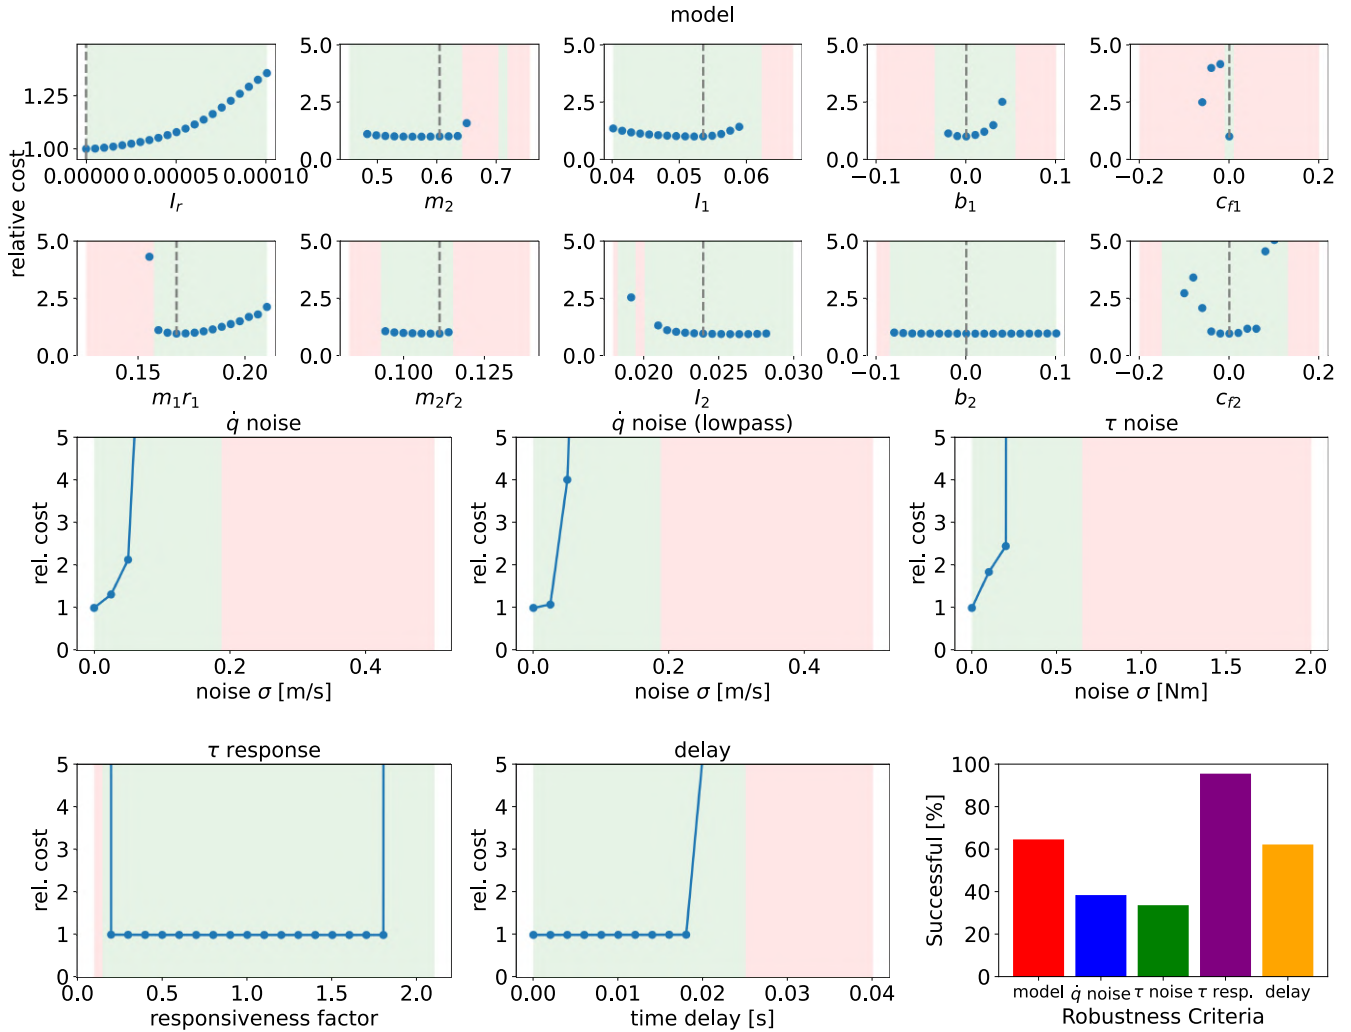 model
relative cost
1.25
1.00
0.00000 0.00005 0.00010
I_r
5.0
2.5
0.0
0.5 0.6 0.7
m_2
5.0
2.5
0.0
0.04 0.05 0.06
I_1
5.0
2.5
0.0
−0.1 0.0 0.1
b_1
5.0
2.5
0.0
−0.2 0.0 0.2
c_{f1}
5.0
2.5
0.0
0.15 0.20
m_1r_1
5.0
2.5
0.0
0.100 0.125
m_2r_2
5.0
2.5
0.0
0.020 0.025 0.030
I_2
5.0
2.5
0.0
−0.1 0.0 0.1
b_2
5.0
2.5
0.0
−0.2 0.0 0.2
c_{f2}
q̇ noise
rel. cost
5
4
3
2
1
0
0.0 0.2 0.4
noise σ [m/s]
q̇ noise (lowpass)
rel. cost
5
4
3
2
1
0
0.0 0.2 0.4
noise σ [m/s]
τ noise
rel. cost
5
4
3
2
1
0
0.0 0.5 1.0 1.5 2.0
noise σ [Nm]
τ response
rel. cost
5
4
3
2
1
0
0.0 0.5 1.0 1.5 2.0
responsiveness factor
delay
rel. cost
5
4
3
2
1
0
0.00 0.01 0.02 0.03 0.04
time delay [s]
Successful [%]
100
80
60
40
20
0
model q̇ noise τ noise τ resp. delay
Robustness Criteria